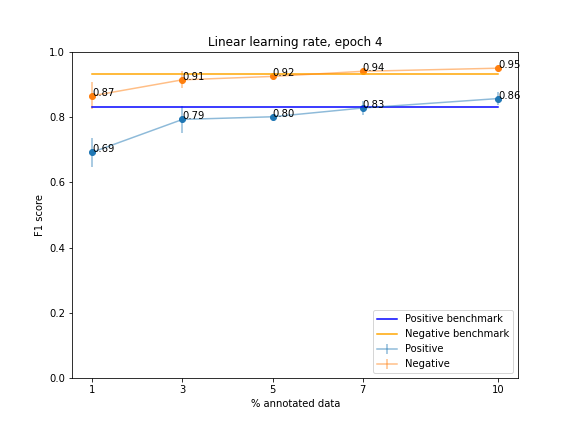 Linear learning rate, epoch 4
1.0
0.8
0.6
0.4
0.2
0.0
F1 score
0.87
0.91
0.92
0.94
0.95
0.69
0.79
0.80
0.83
0.86
Positive benchmark
Negative benchmark
Positive
Negative
1 3 5 7 10
% annotated data